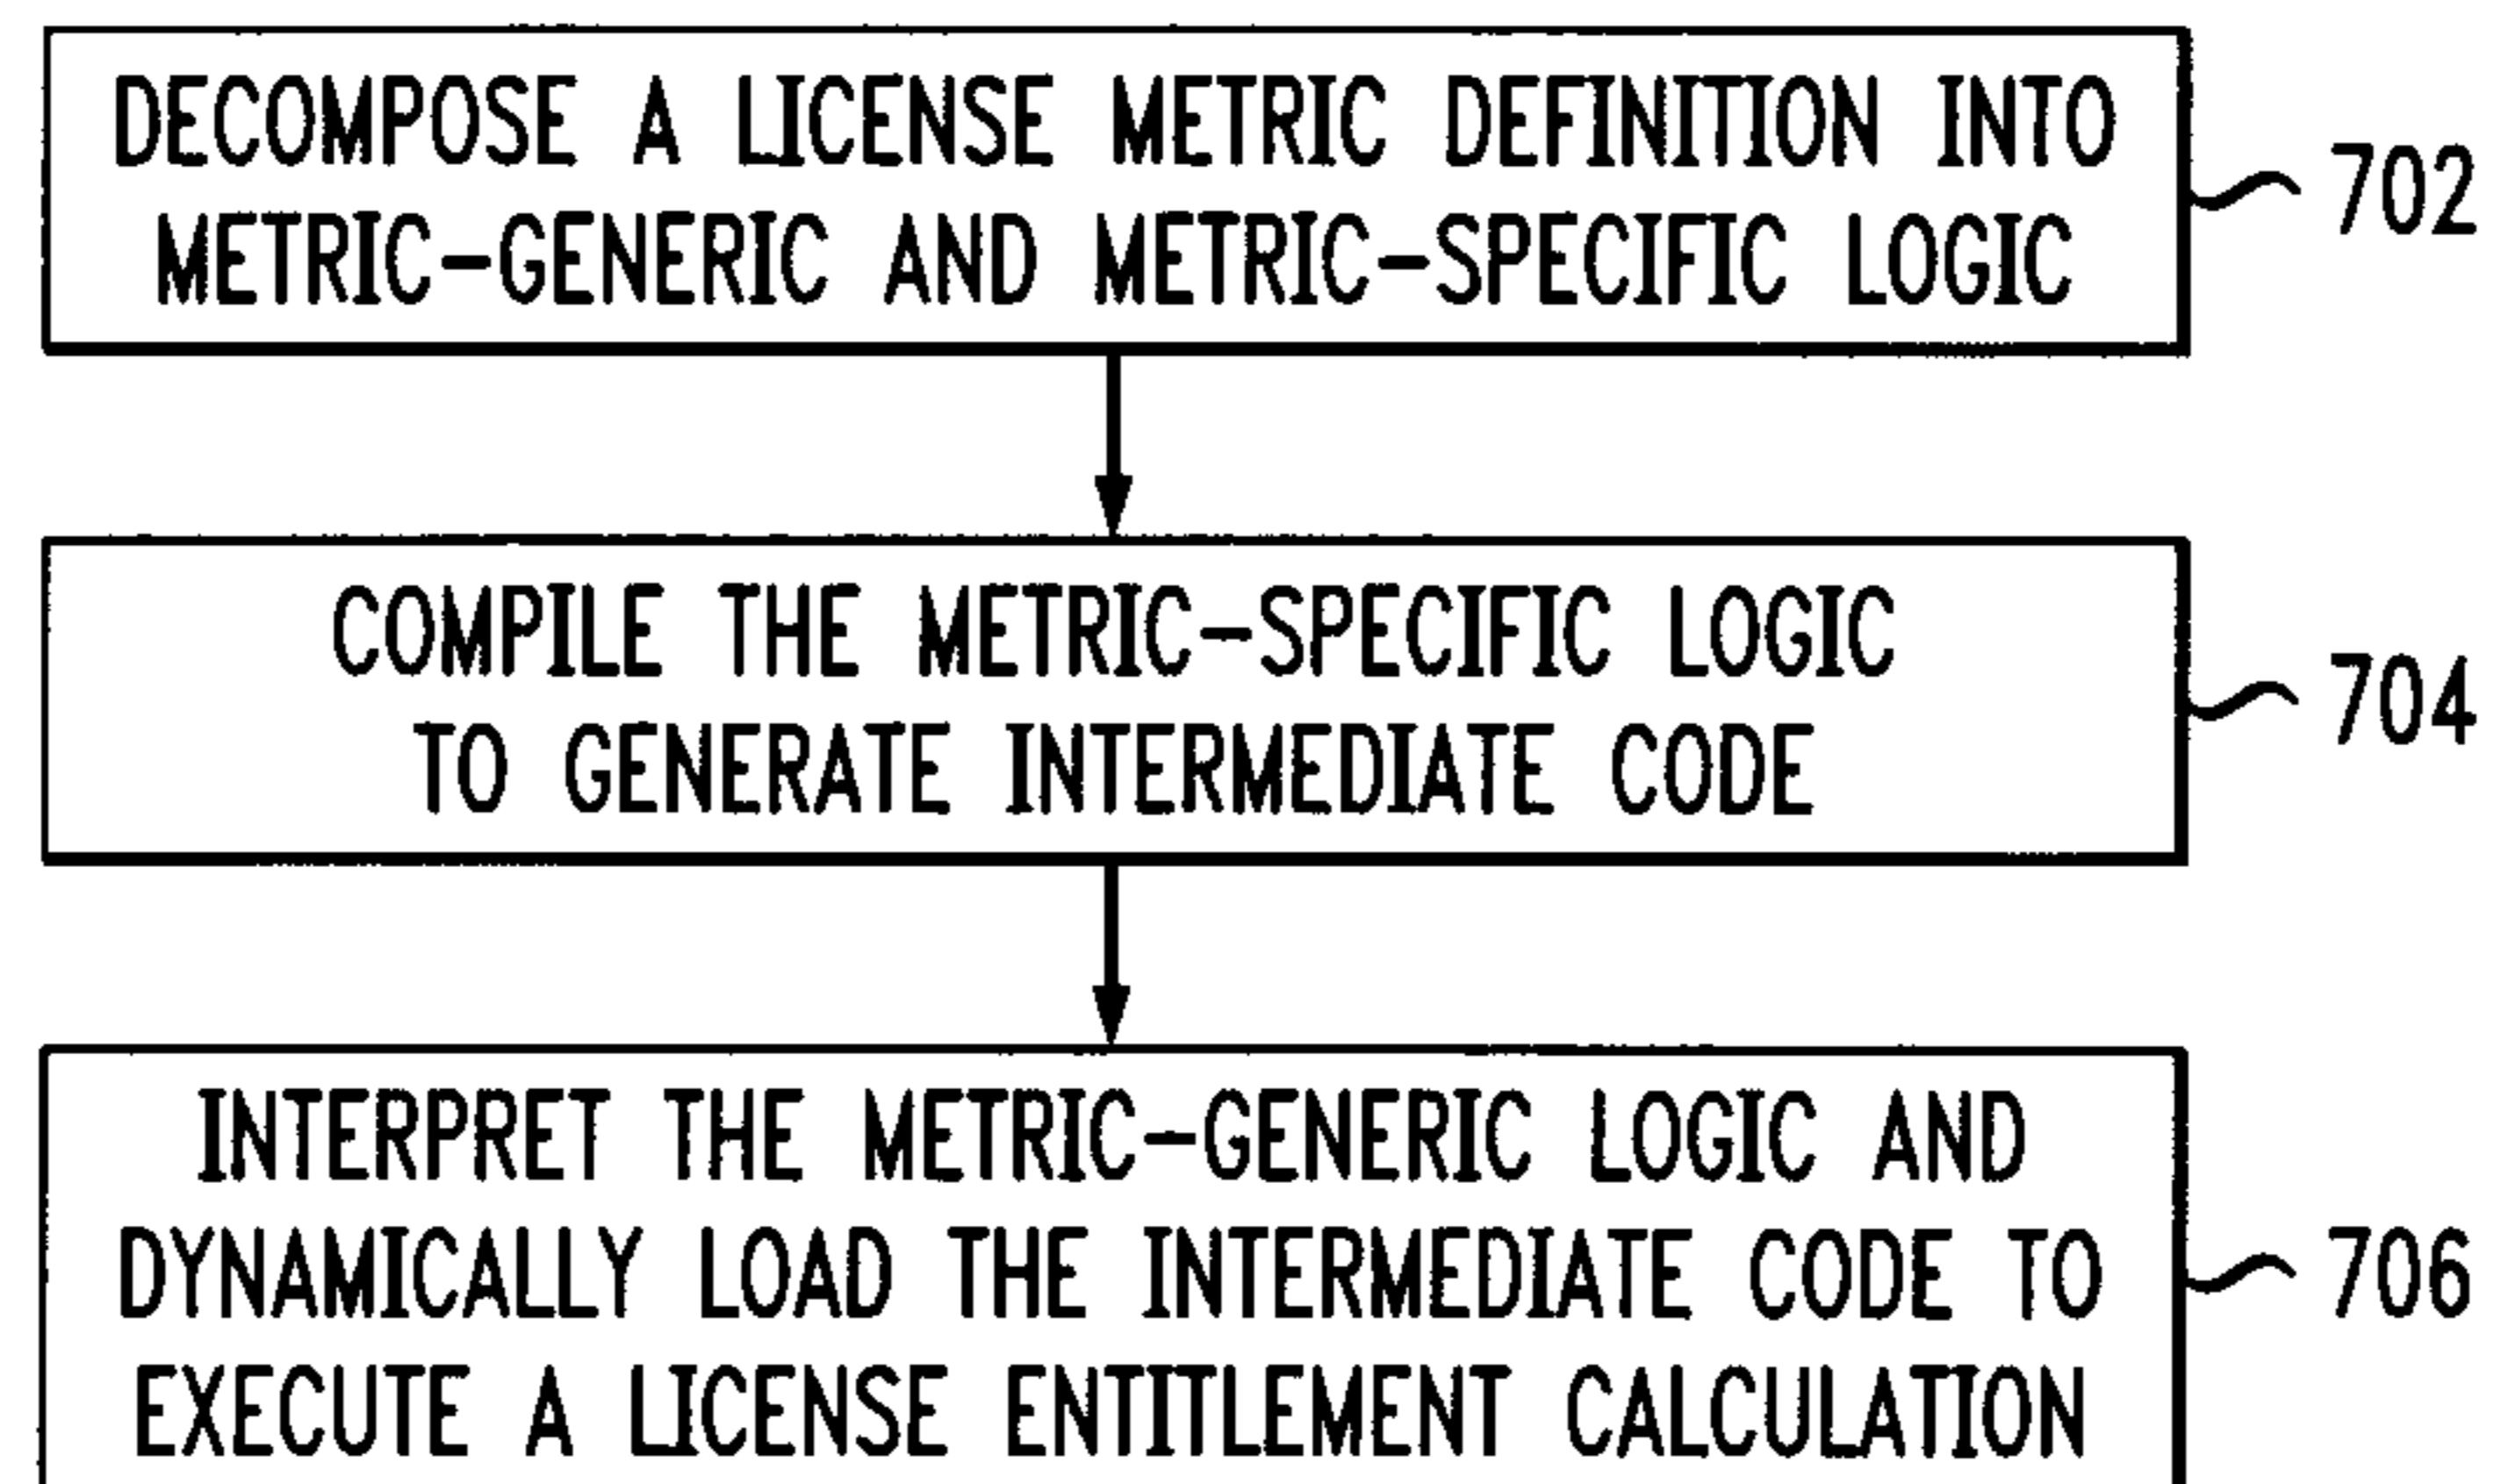 DECOMPOSE A LICENSE METRIC DEFINITION INTO
METRIC-GENERIC AND METRIC-SPECIFIC LOGIC
702
COMPILE THE METRIC-SPECIFIC LOGIC
TO GENERATE INTERMEDIATE CODE
704
INTERPRET THE METRIC-GENERIC LOGIC AND
DYNAMICALLY LOAD THE INTERMEDIATE CODE TO
EXECUTE A LICENSE ENTITLEMENT CALCULATION
706